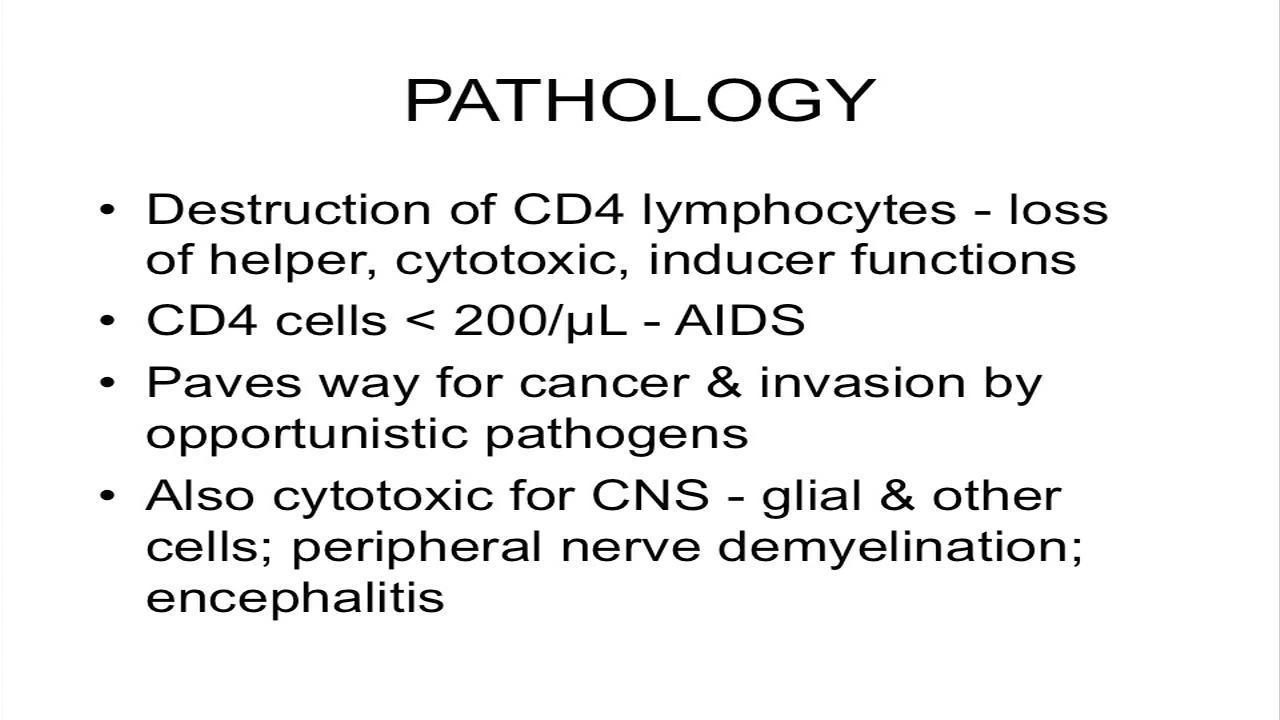 PATHOLOGY
• Destruction of CD4 lymphocytes - loss
of helper, cytotoxic, inducer functions
• CD4 cells < 200/µL - AIDS
• Paves way for cancer & invasion by
opportunistic pathogens
• Also cytotoxic for CNS - glial & other
cells; peripheral nerve demyelination;
encephalitis